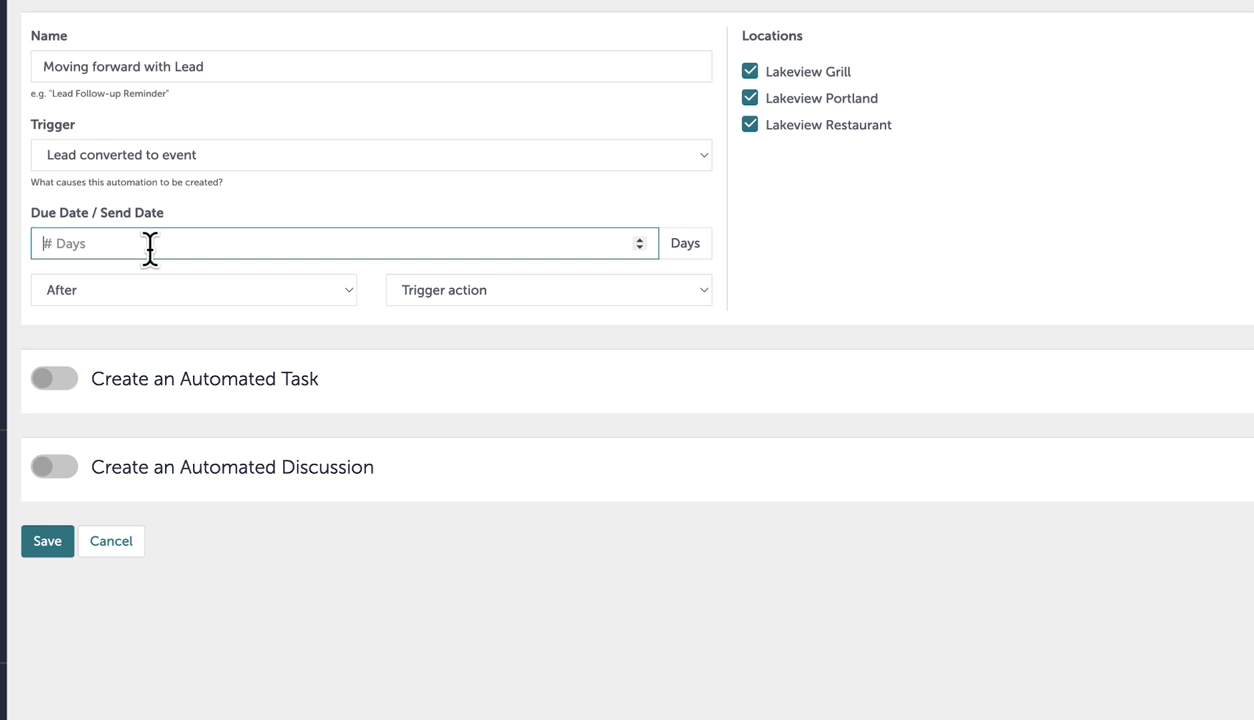 Name
Moving forward with Lead
e.g. "Lead Follow-up Reminder"
Trigger
Lead converted to event
What causes this automation to be created?
Due Date / Send Date
# Days
Days
After
Trigger action
Locations
Lakeview Grill
Lakeview Portland
Lakeview Restaurant
Create an Automated Task
Create an Automated Discussion
Save
Cancel